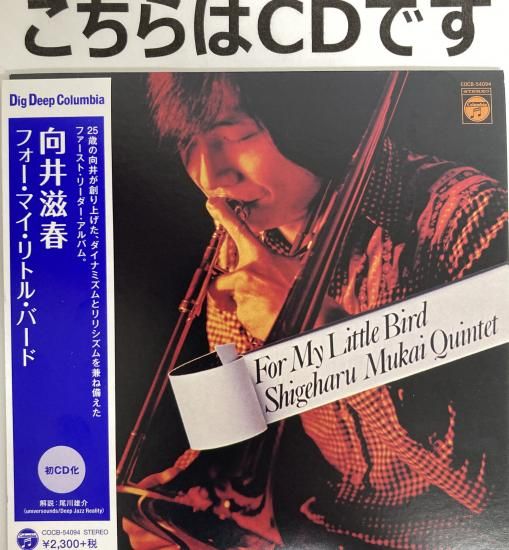 こちらはCDです
Dig Deep Columbia
向井滋春
フォー・マイ・リトル・バード
25歳の向井が創り上げた、ダイナミズムとリリシズムを兼ね備えた
ファースト・リーダー・アルバム。
初CD化
解説：尾川雄介
(universounds/Deep Jazz Reality)
COCB-54094 STEREO
¥2,300+税
COCB-54094
STEREO
Columbia
For My Little Bird
Shigeharu Mukai Quintet